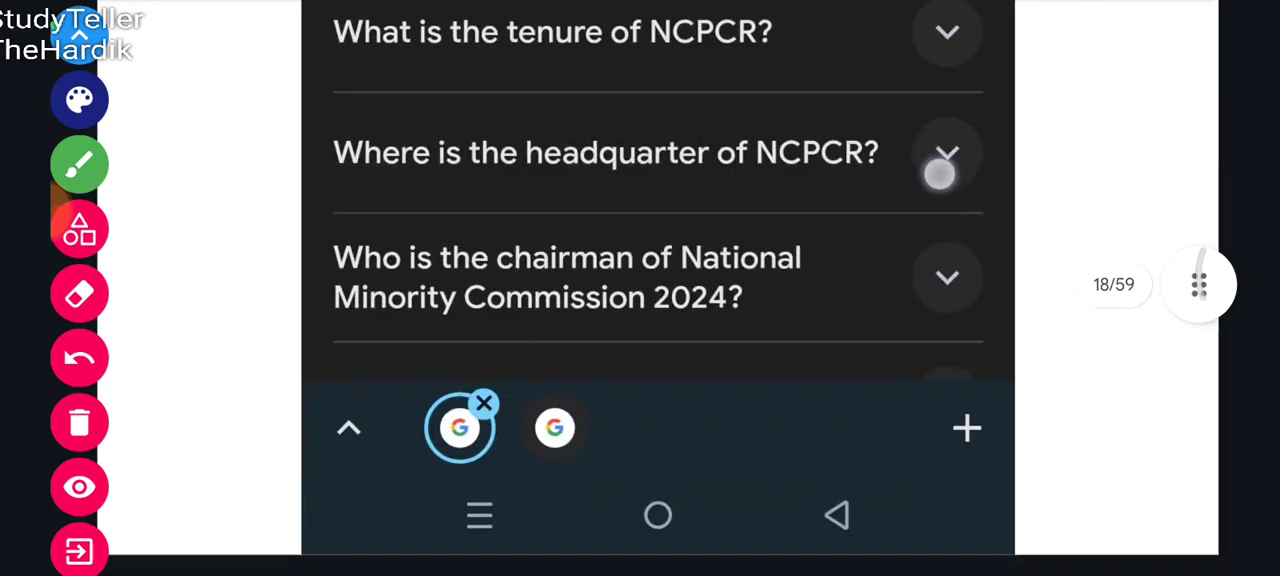 StudyTeller
TheHardik
What is the tenure of NCPCR?
Where is the headquarter of NCPCR?
Who is the chairman of National
Minority Commission 2024?
18/59